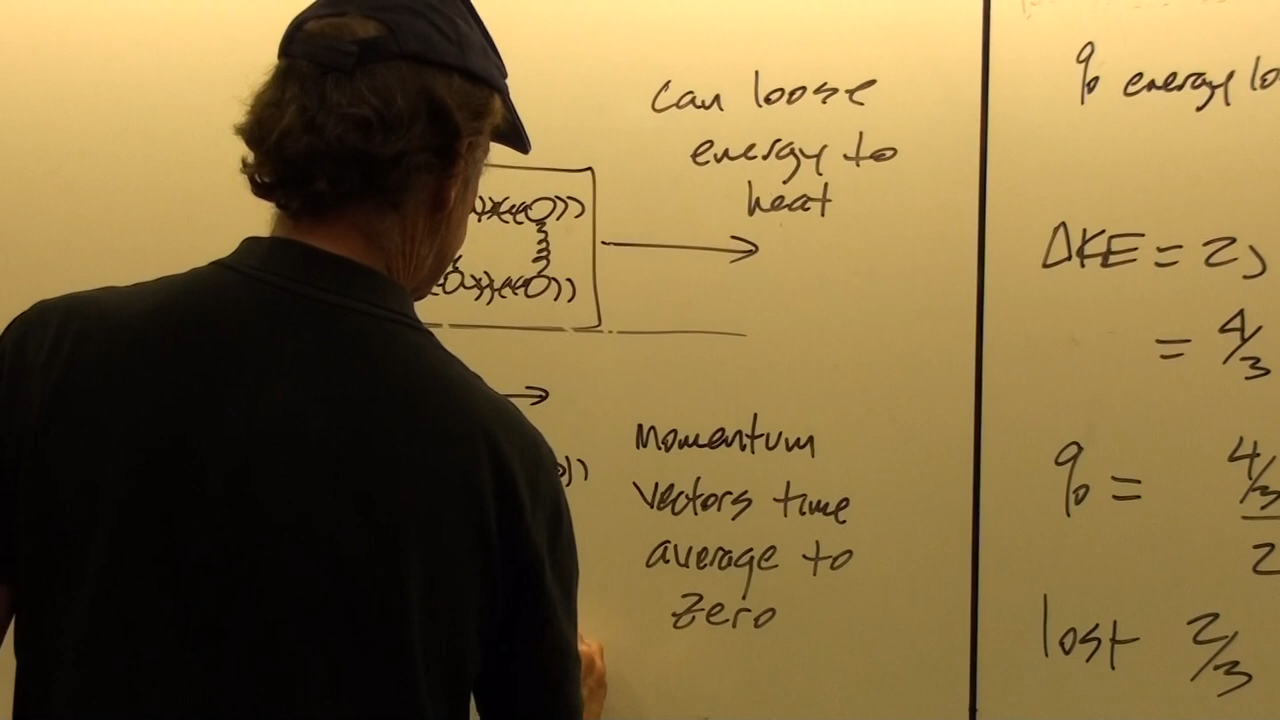 can loose
energy to
heat
Momentum
vectors time
average to
zero
% energy lo
ΔKE = 2J
= 4/3
% = 4/3
2
lost 2/3